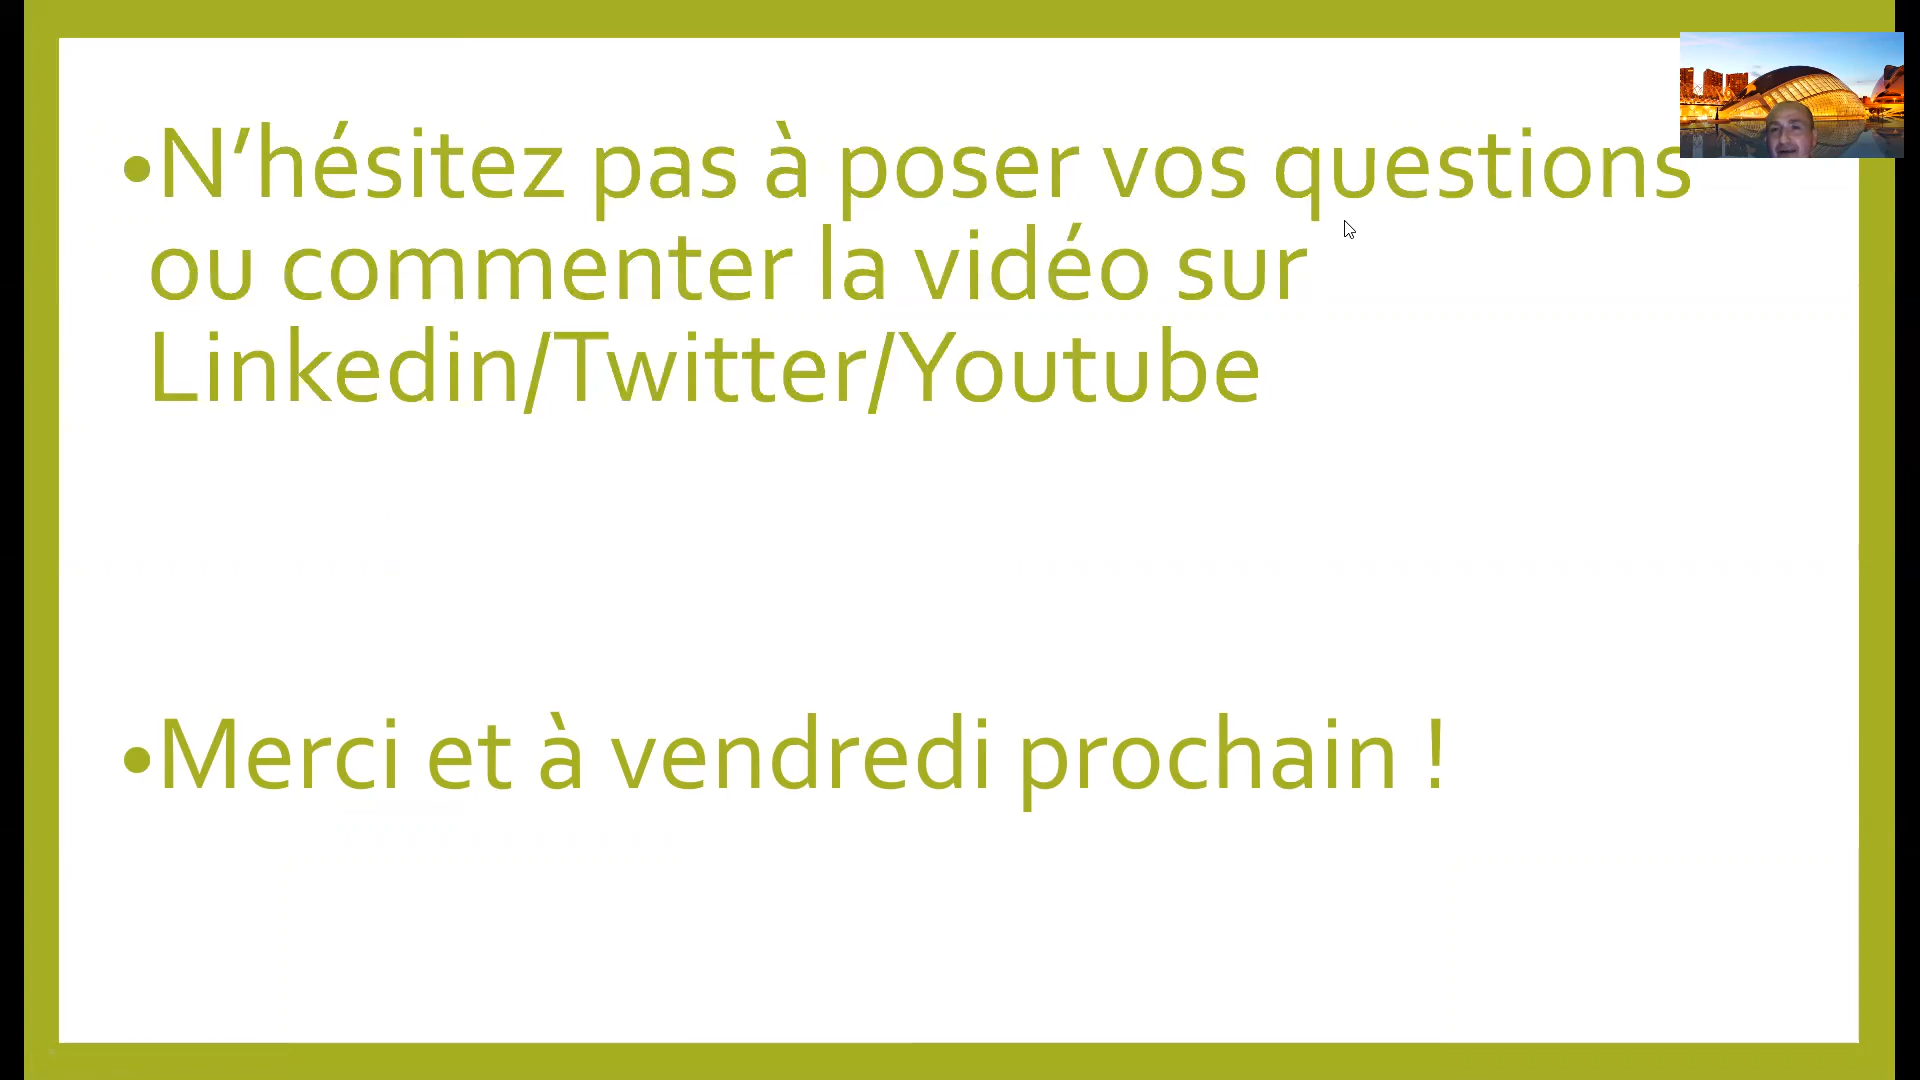 •N’hésitez pas à poser vos questions
ou commenter la vidéo sur
Linkedin/Twitter/Youtube
•Merci et à vendredi prochain !